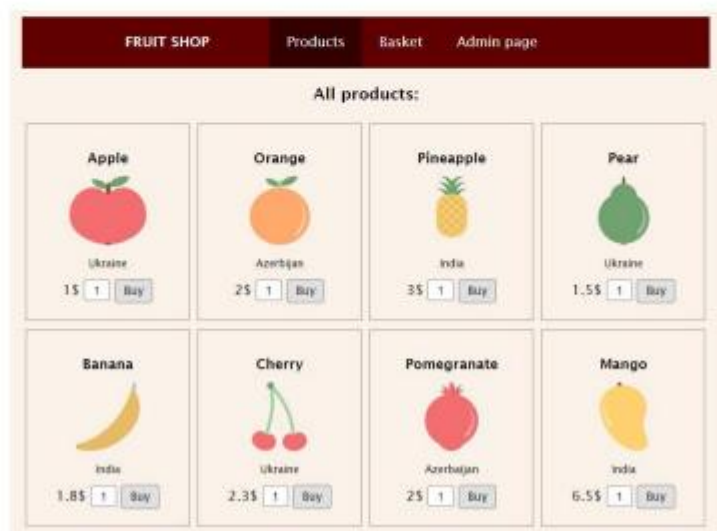 FRUIT SHOP Products Basket Admin page
All products:
Apple Orange Pineapple Pear
Ukraine Azerbijan India Ukraine
1$ 1 Buy 2$ 1 Buy 3$ 1 Buy 1.5$ 1 Buy
Banana Cherry Pomegranate Mango
India Ukraine Azerbaijan India
1.8$ 1 Buy 2.3$ 1 Buy 2$ 1 Buy 6.5$ 1 Buy